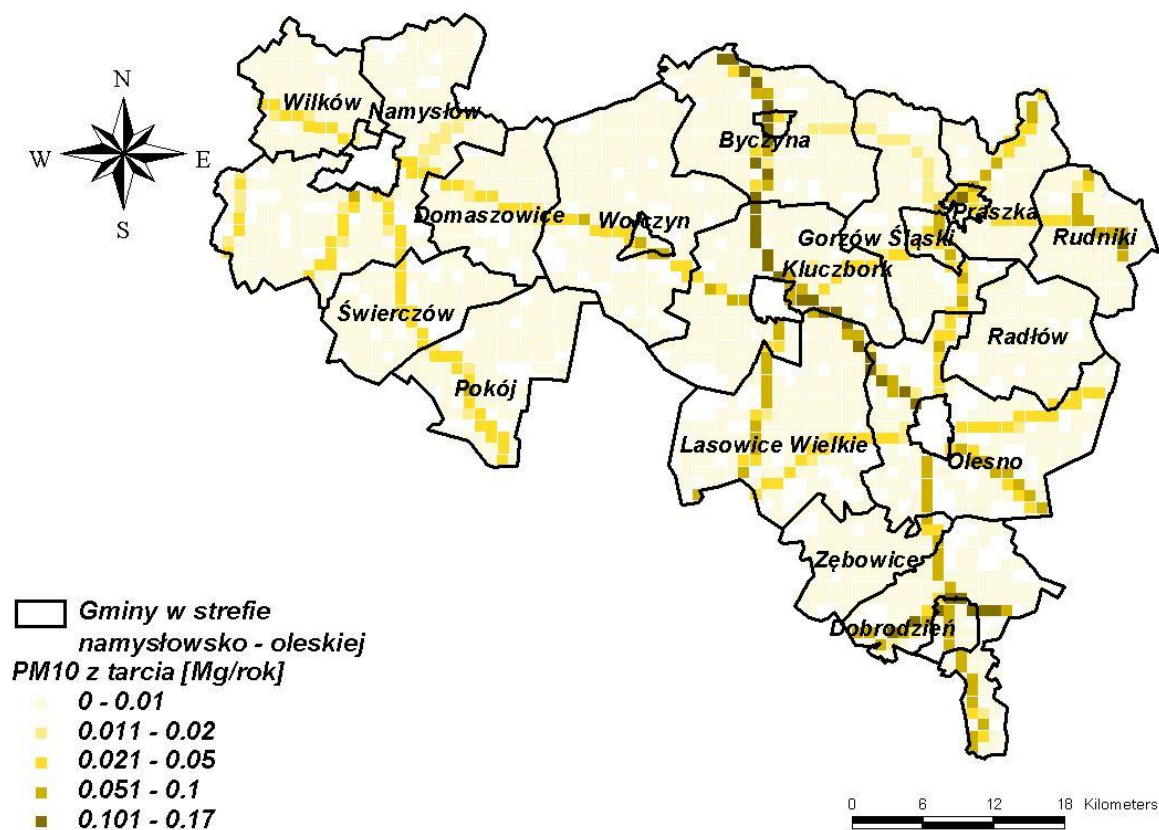 N
W
E
S
Wilków
Namysłów
Byczyna
Domaszowice
Wołczyn
Praszka
Gorzów Śląski
Rudniki
Kluczbork
Świerczów
Radłów
Pokój
Lasowice Wielkie
Olesno
Zębowice
Dobrodzień
Gminy w strefie
namysłowsko - oleskiej
PM10 z tarcia [Mg/rok]
0 - 0.01
0.011 - 0.02
0.021 - 0.05
0.051 - 0.1
0.101 - 0.17
0 6 12 18 Kilometers